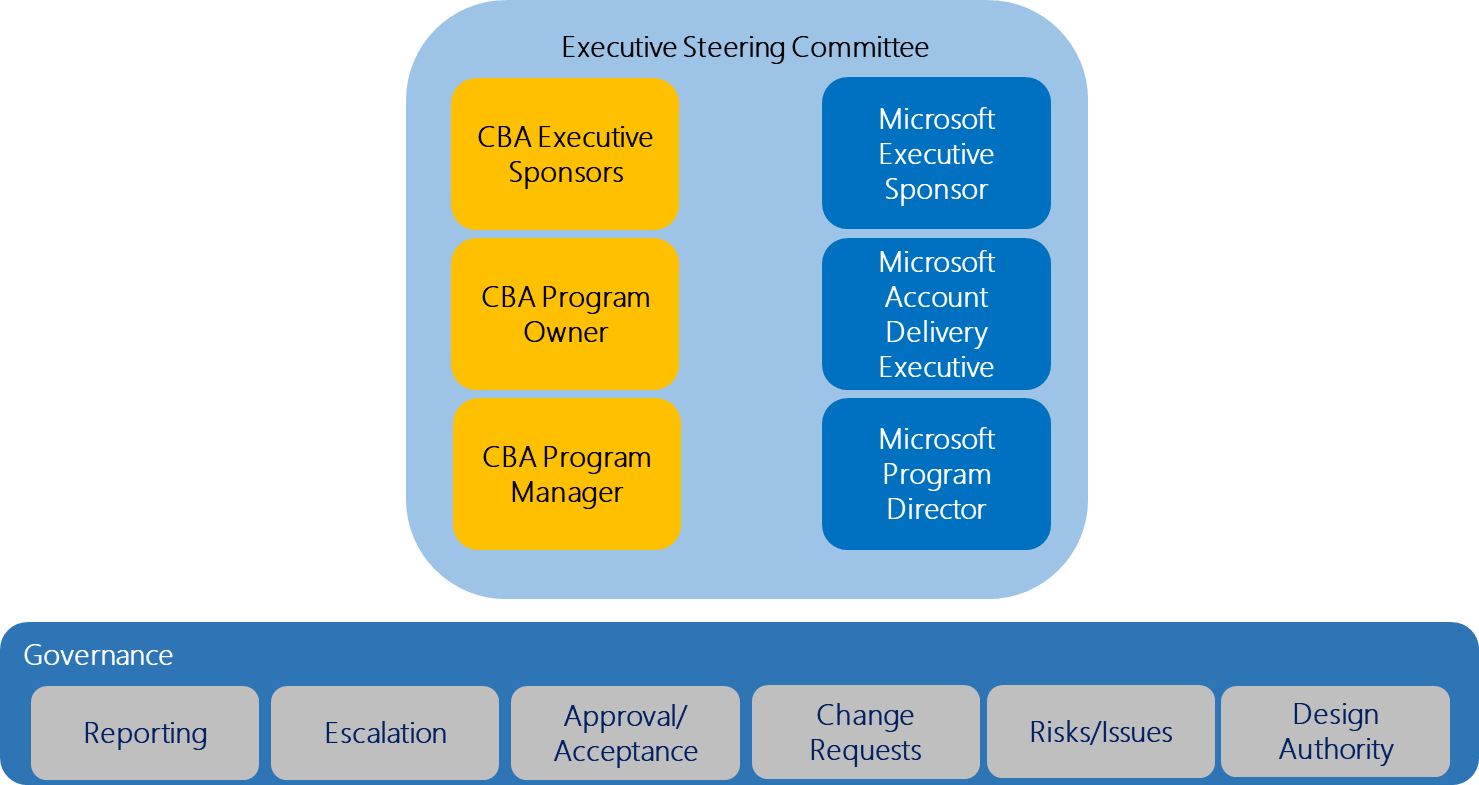 Executive Steering Committee
CBA Executive
Sponsors
Microsoft
Executive
Sponsor
CBA Program
Owner
Microsoft
Account
Delivery
Executive
CBA Program
Manager
Microsoft
Program
Director
Governance
Reporting
Escalation
Approval/
Acceptance
Change
Requests
Risks/Issues
Design
Authority